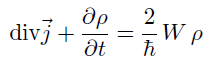 div\vec{j} + \frac{\partial \rho}{\partial t} = \frac{2}{\hbar} W \rho